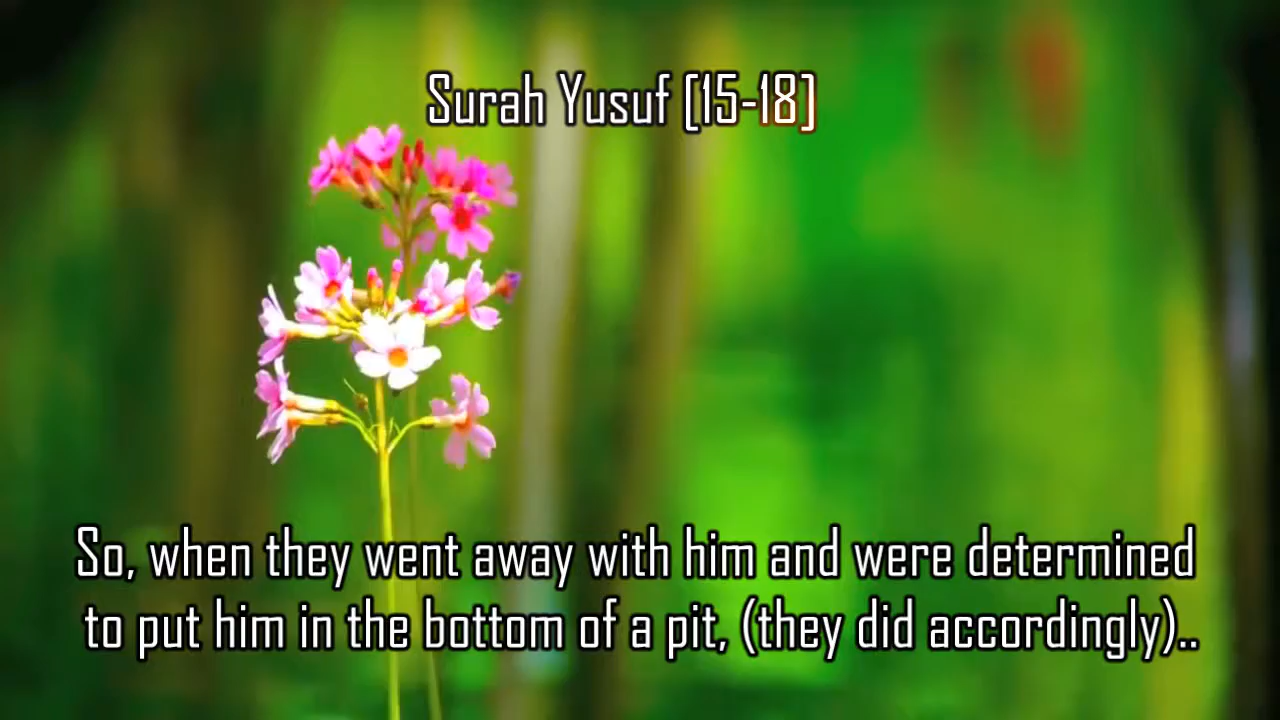 Surah Yusuf [15-18]
So, when they went away with him and were determined
to put him in the bottom of a pit, (they did accordingly)..